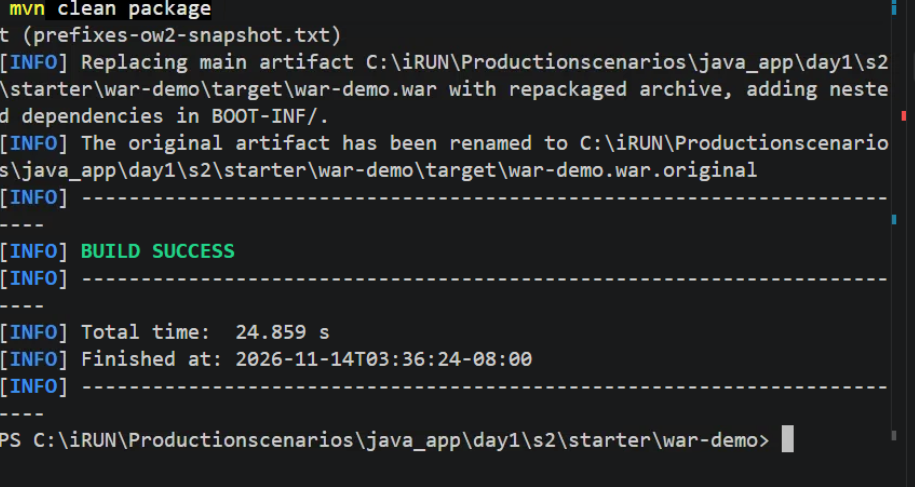 mvn clean package
t (prefixes-ow2-snapshot.txt)
[INFO] Replacing main artifact C:\iRUN\Productionscenarios\java_app\day1\s2
\starter\war-demo\target\war-demo.war with repackaged archive, adding neste
d dependencies in BOOT-INF/.
[INFO] The original artifact has been renamed to C:\iRUN\Productionscenario
s\java_app\day1\s2\starter\war-demo\target\war-demo.war.original
[INFO] ------------------------------------------------------------------------
----
[INFO] BUILD SUCCESS
[INFO] ------------------------------------------------------------------------
----
[INFO] Total time:  24.859 s
[INFO] Finished at: 2026-11-14T03:36:24-08:00
[INFO] ------------------------------------------------------------------------
----
PS C:\iRUN\Productionscenarios\java_app\day1\s2\starter\war-demo>